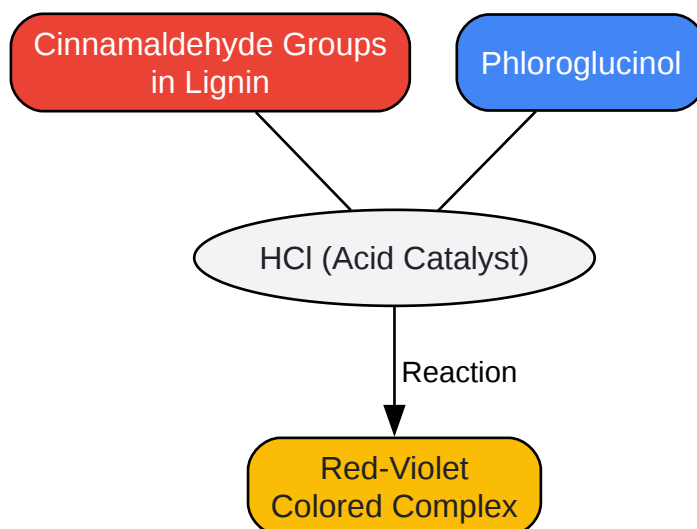 Cinnamaldehyde Groups
in Lignin
Phloroglucinol
HCl (Acid Catalyst)
Reaction
Red-Violet
Colored Complex